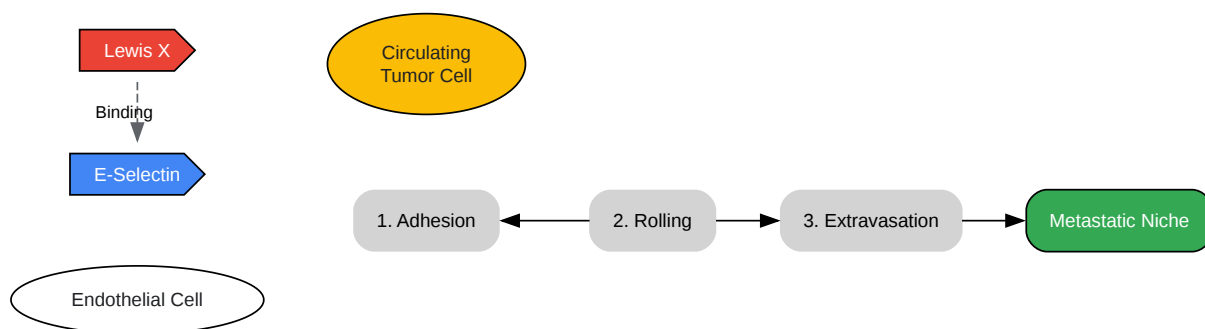 Lewis X
Circulating
Tumor Cell
Binding
E-Selectin
1. Adhesion
2. Rolling
3. Extravasation
Metastatic Niche
Endothelial Cell